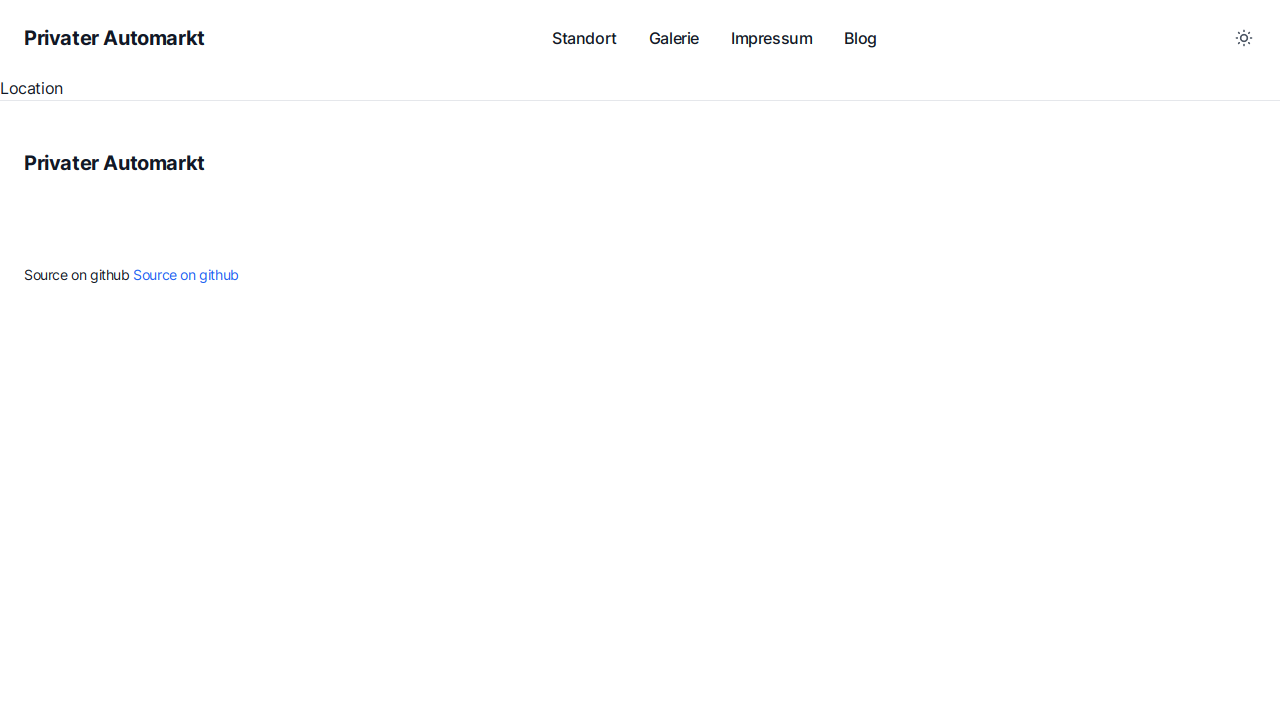 Privater Automarkt Standort Galerie Impressum Blog
Location
Privater Automarkt
Source on github Source on github